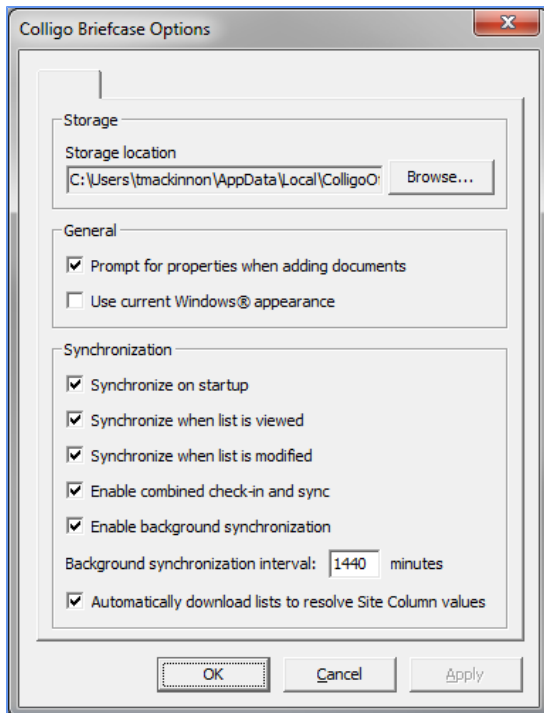 Colligo Briefcase Options
Storage
Storage location
C:\Users\tmackinnon\AppData\Local\ColligoO
Browse...
General
Prompt for properties when adding documents
Use current Windows® appearance
Synchronization
Synchronize on startup
Synchronize when list is viewed
Synchronize when list is modified
Enable combined check-in and sync
Enable background synchronization
Background synchronization interval: 1440 minutes
Automatically download lists to resolve Site Column values
OK Cancel Apply